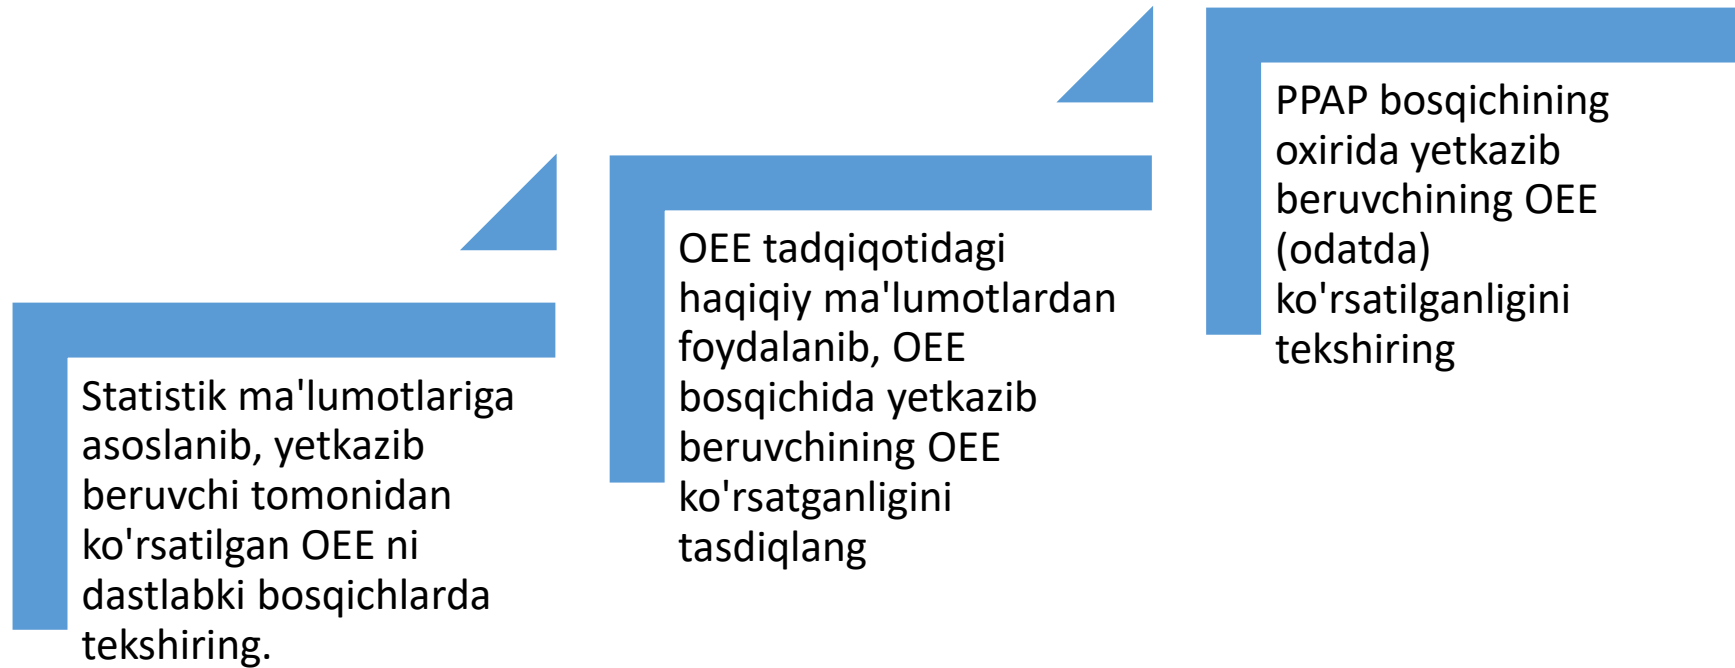 Statistik ma'lumotlariga
asoslanib, yetkazib
beruvchi tomonidan
ko'rsatilgan OEE ni
dastlabki bosqichlarda
tekshiring.
OEE tadqiqotidagi
haqiqiy ma'lumotlardan
foydalanib, OEE
bosqichida yetkazib
beruvchining OEE
ko'rsatganligini
tasdiqlang
PPAP bosqichining
oxirida yetkazib
beruvchining OEE
(odatda)
ko'rsatilganligini
tekshiring